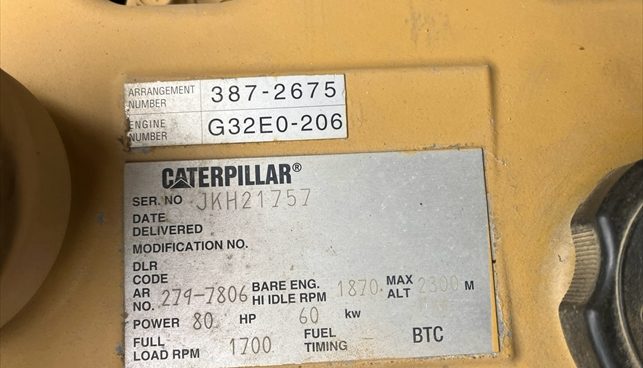 ARRANGEMENT NUMBER 387-2675
ENGINE NUMBER G32E0-206
CATERPILLAR®
SER. NO JKH21757
DATE
DELIVERED
MODIFICATION NO.
DLR
CODE
AR NO. 279-7806 BARE ENG. HI IDLE RPM 1870 MAX ALT 2300 M
POWER 80 HP 60 kw
FULL LOAD RPM 1700 FUEL TIMING - BTC